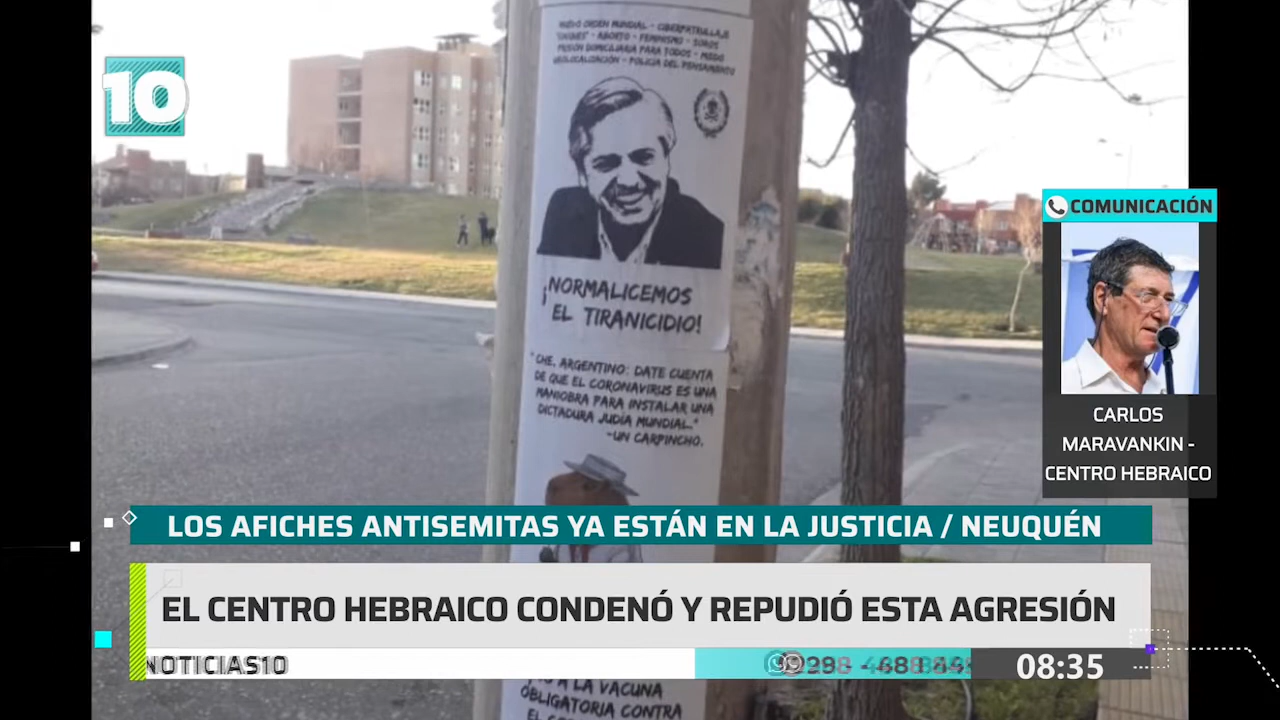 10
NUEVO ORDEN MUNDIAL - CIBERPATRULLAJE
ABORTO - FEMINISMO - SOROS
PRISIÓN DOMICILIARIA PARA TODOS - MIEDO
GEOLOCALIZACIÓN - POLICÍA DEL PENSAMIENTO
¡NORMALICEMOS
EL TIRANICIDIO!
"CHE, ARGENTINO: DATE CUENTA
DE QUE EL CORONAVIRUS ES UNA
MANIOBRA PARA INSTALAR UNA
DICTADURA JUDÍA MUNDIAL."
-UN CARPINCHO.
COMUNICACIÓN
CARLOS
MARAVANKIN -
CENTRO HEBRAICO
LOS AFICHES ANTISEMITAS YA ESTÁN EN LA JUSTICIA / NEUQUÉN
EL CENTRO HEBRAICO CONDENÓ Y REPUDIÓ ESTA AGRESIÓN
NOTICIAS10
08:35
A LA VACUNA
OBLIGATORIA CONTRA